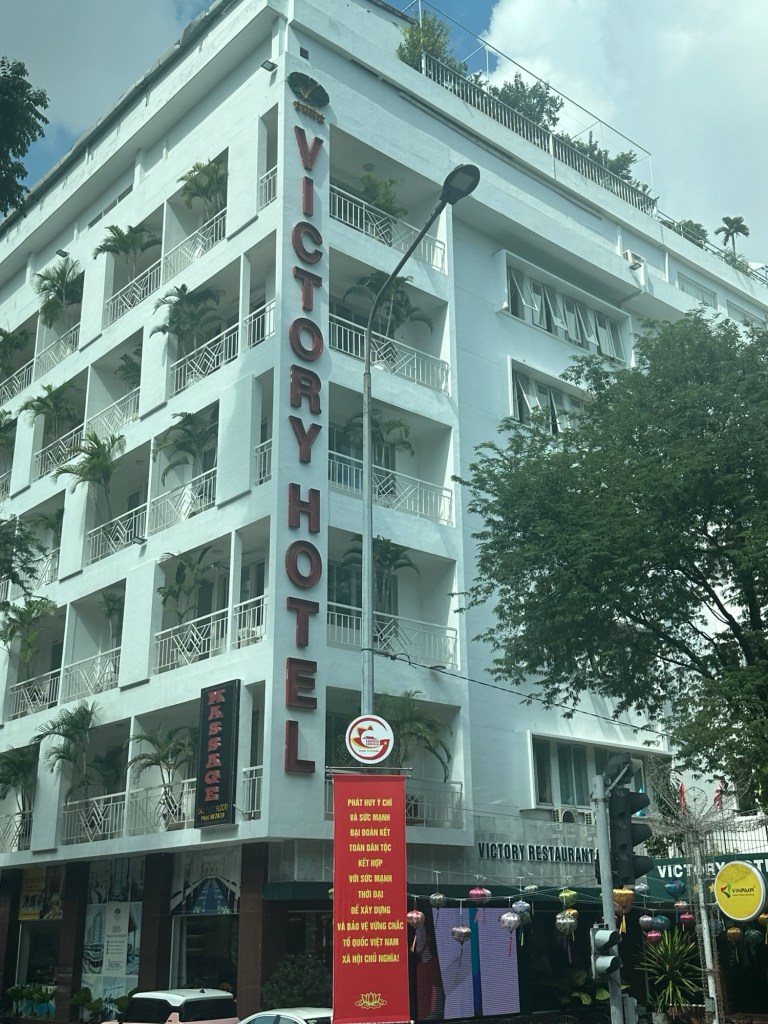 VICTORY HOTEL
MASSAGE
PHÁT HUY Ý CHÍ
VÀ SỨC MẠNH
ĐẠI ĐOÀN KẾT
TOÀN DÂN TỘC
KẾT HỢP
VỚI SỨC MẠNH
THỜI ĐẠI
ĐỂ XÂY DỰNG
VÀ BẢO VỆ VỮNG CHẮC
TỔ QUỐC VIỆT NAM
XÃ HỘI CHỦ NGHĨA!
VICTORY RESTAURANT
VICTORY
VINAMA